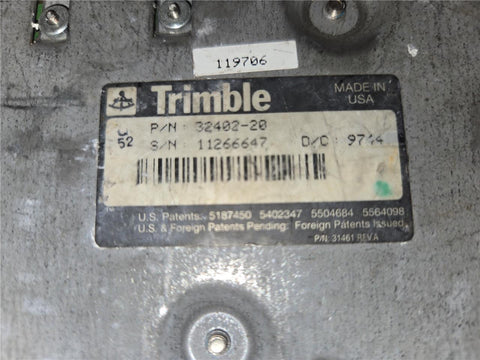 119706
Trimble
MADE IN
USA
P/N: 32402-20
52
S/N: 11266647 D/C: 9744
U.S. Patents: 5187450 5402347 5504684 5564098
U.S. & Foreign Patents Pending: Foreign Patents Issued
P/N: 31461 REV.A